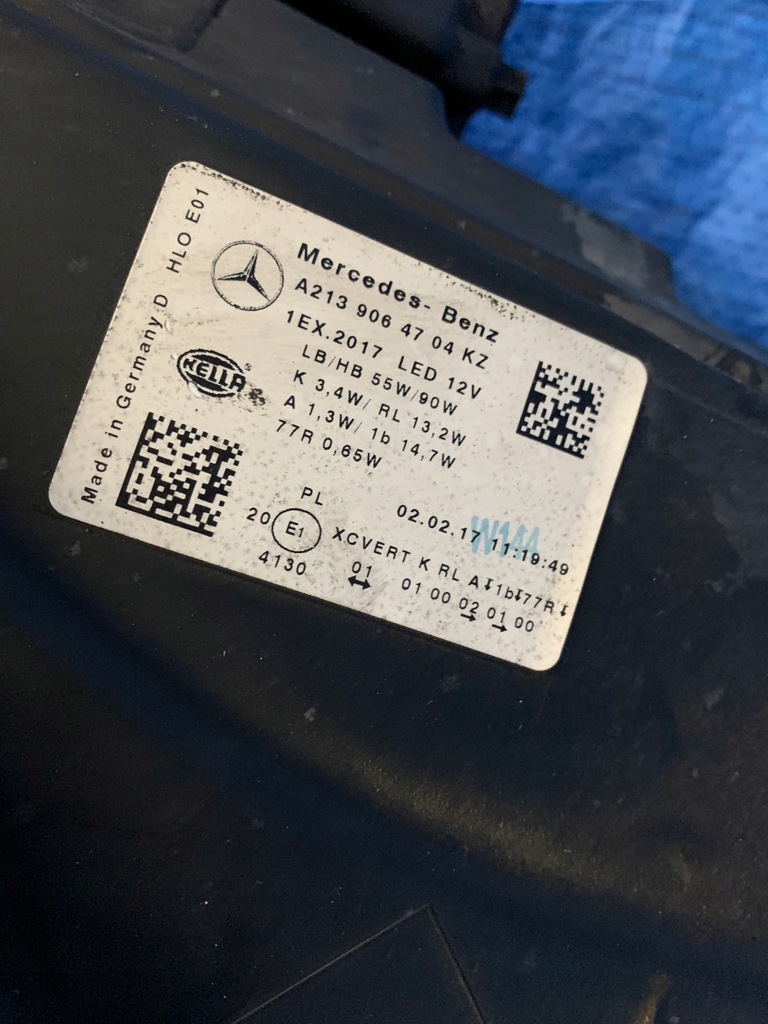 HLO E01
Made in Germany D
Mercedes-Benz
A213 906 47 04 KZ
1EX.2017 LED 12V
LB/HB 55W/90W
K 3,4W/ RL 13,2W
A 1,3W/ 1b 14,7W
77R 0,65W
HELLA
PL
02.02.17 11:19:49
20 E1 XCVERT K RL A↧1b↧77R↧
4130 01 01 00 02 01 00
↔ → →